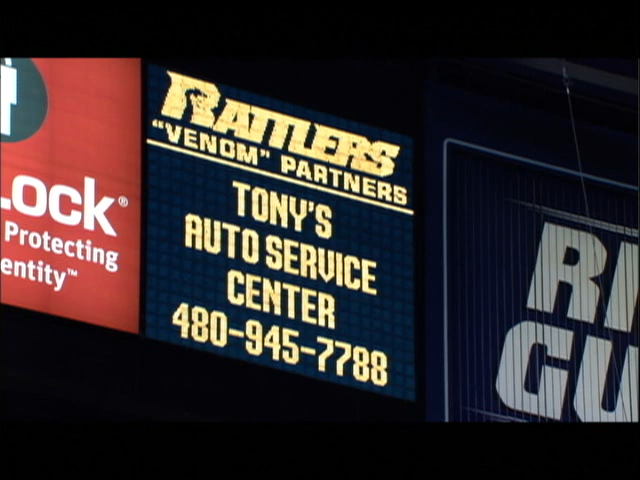 Lock®
Protecting
entity™
RATTLERS
"VENOM" PARTNERS
TONY'S
AUTO SERVICE
CENTER
480-945-7788
RI
GU